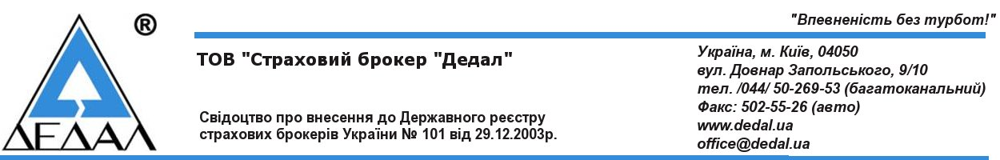 ®
ДЕДАЛ
"Впевненість без турбот!"
ТОВ "Страховий брокер "Дедал"
Свідоцтво про внесення до Державного реєстру
страхових брокерів України № 101 від 29.12.2003р.
Україна, м. Київ, 04050
вул. Довнар Запольського, 9/10
тел. /044/ 50-269-53 (багатоканальний)
Факс: 502-55-26 (авто)
www.dedal.ua
office@dedal.ua